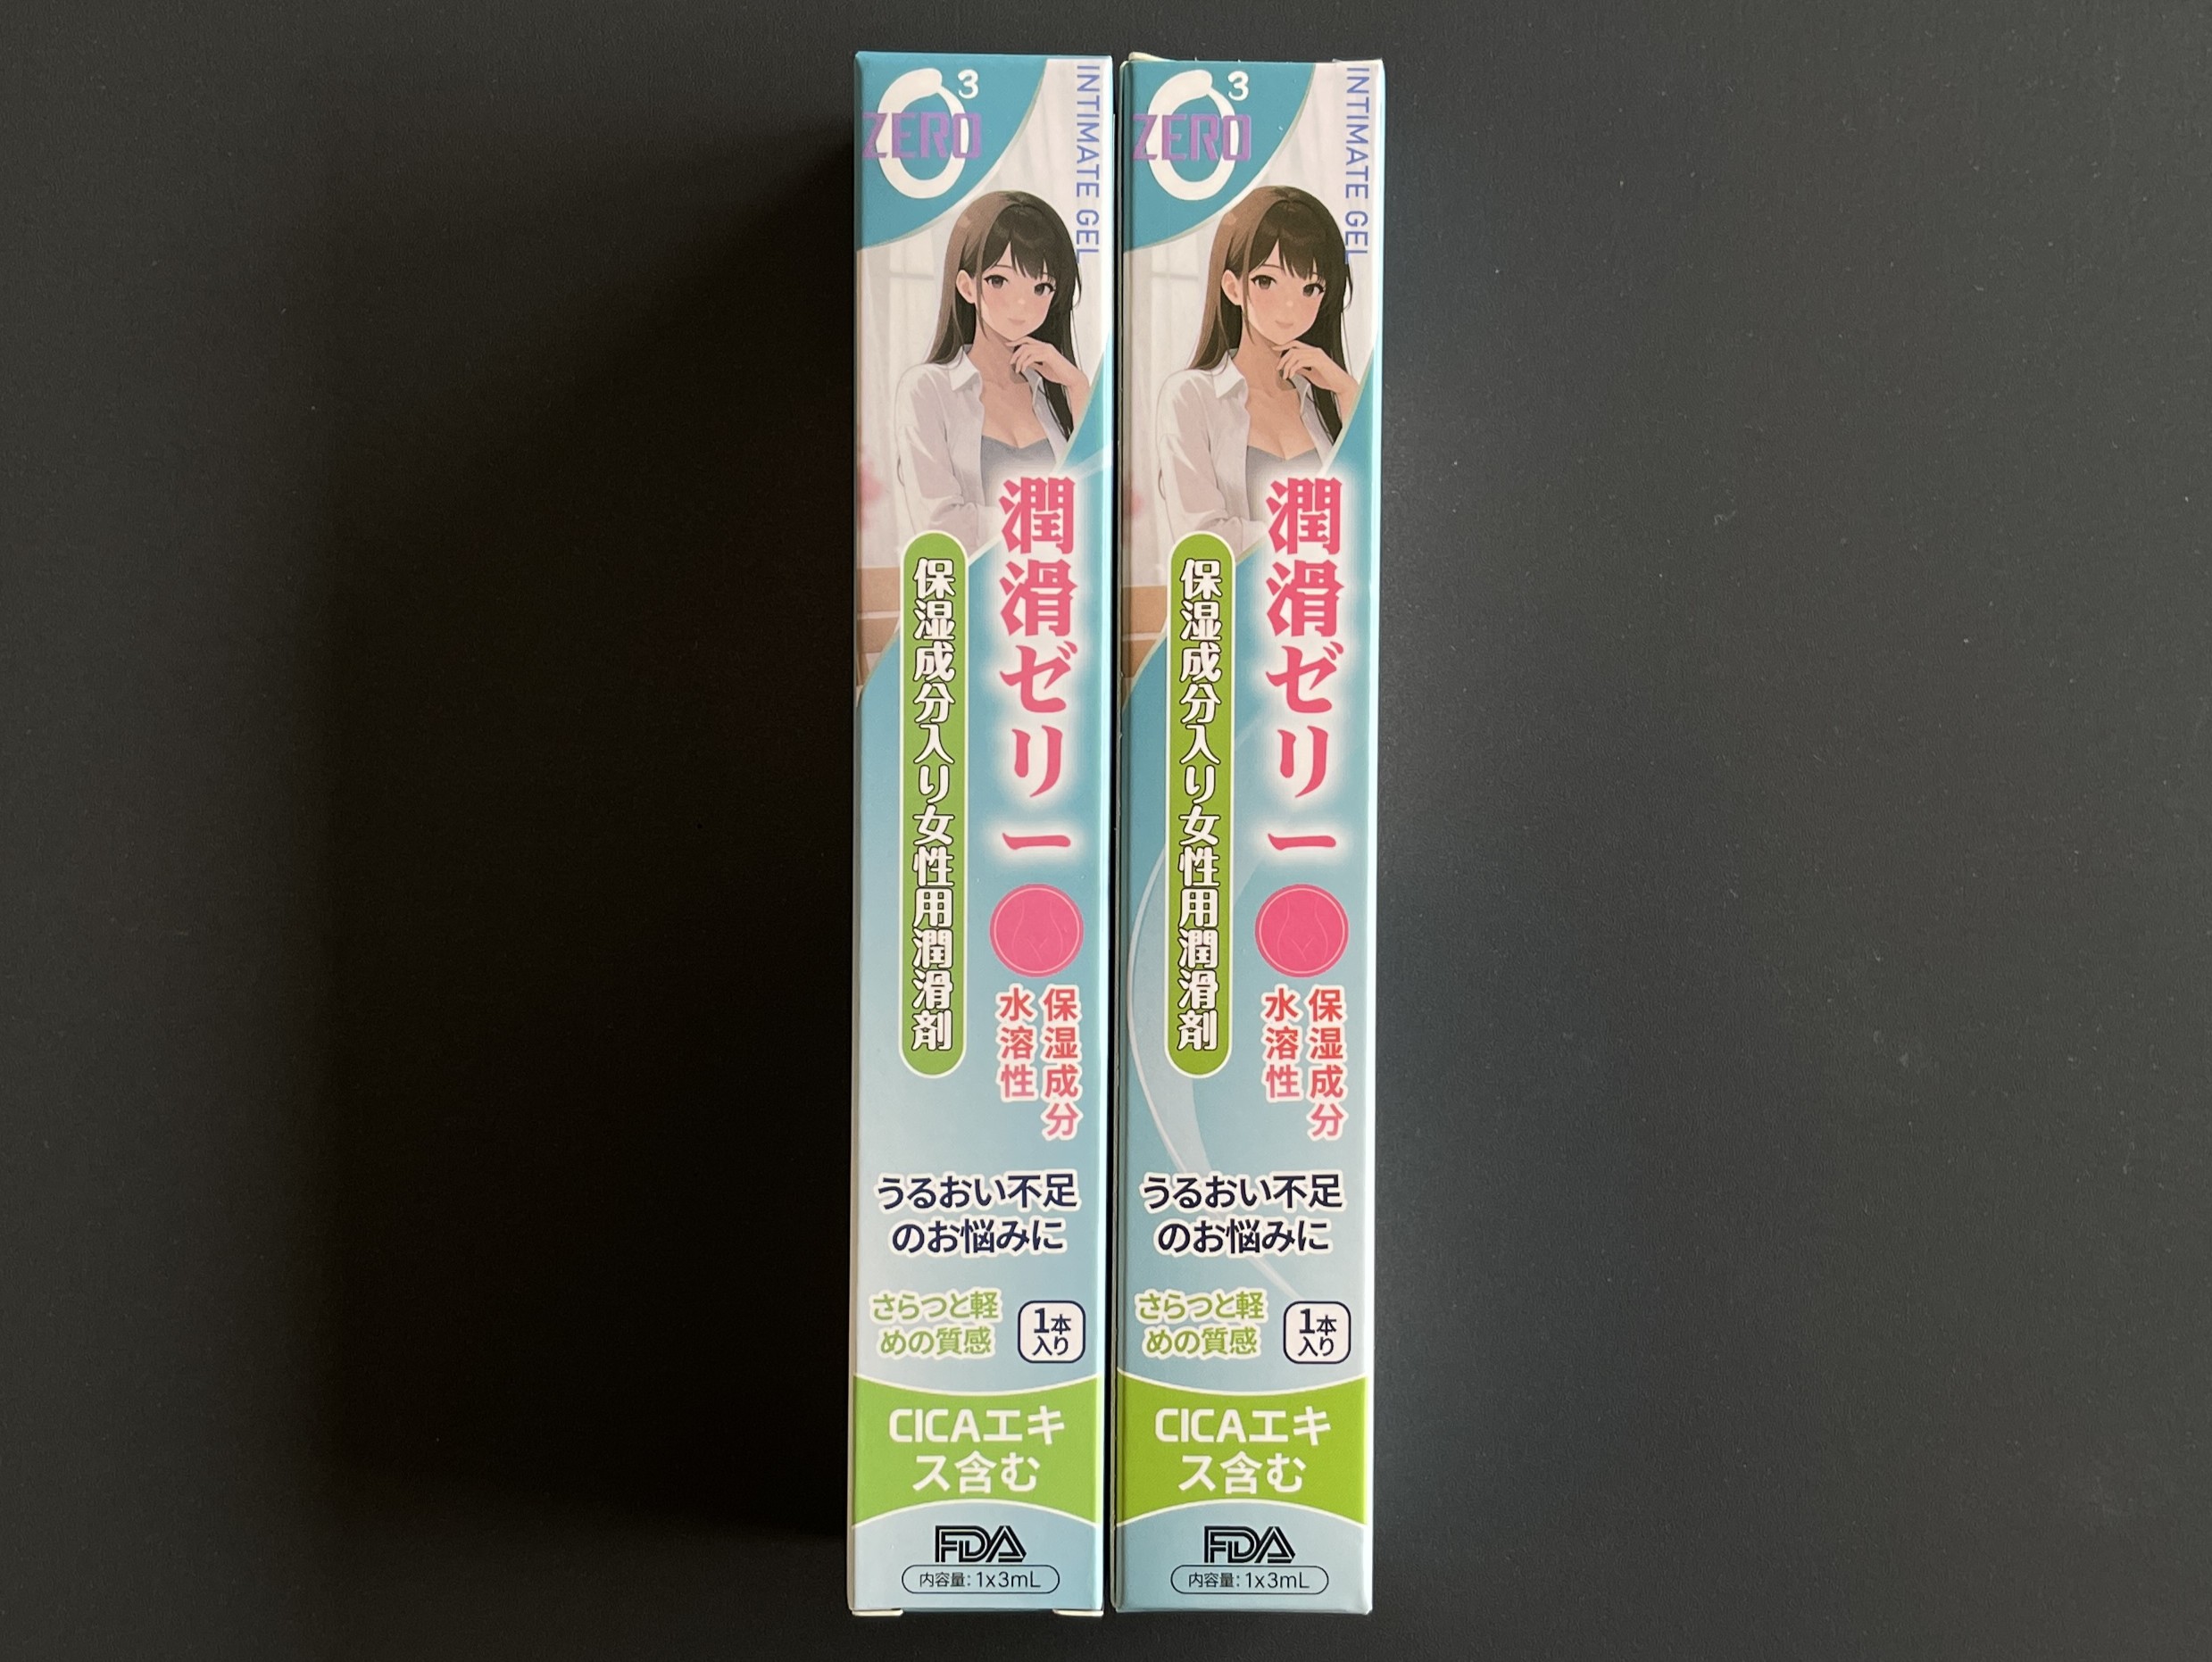 ZERO
3
INTIMATE GEL
潤滑ゼリー
保湿成分入り女性用潤滑剤
保湿成分
水溶性
うるおい不足
のお悩みに
さらつと軽
めの質感
1本
入り
CICAエキ
ス含む
FDA
内容量:1x3mL
ZERO
3
INTIMATE GEL
潤滑ゼリー
保湿成分入り女性用潤滑剤
保湿成分
水溶性
うるおい不足
のお悩みに
さらつと軽
めの質感
1本
入り
CICAエキ
ス含む
FDA
内容量:1x3mL